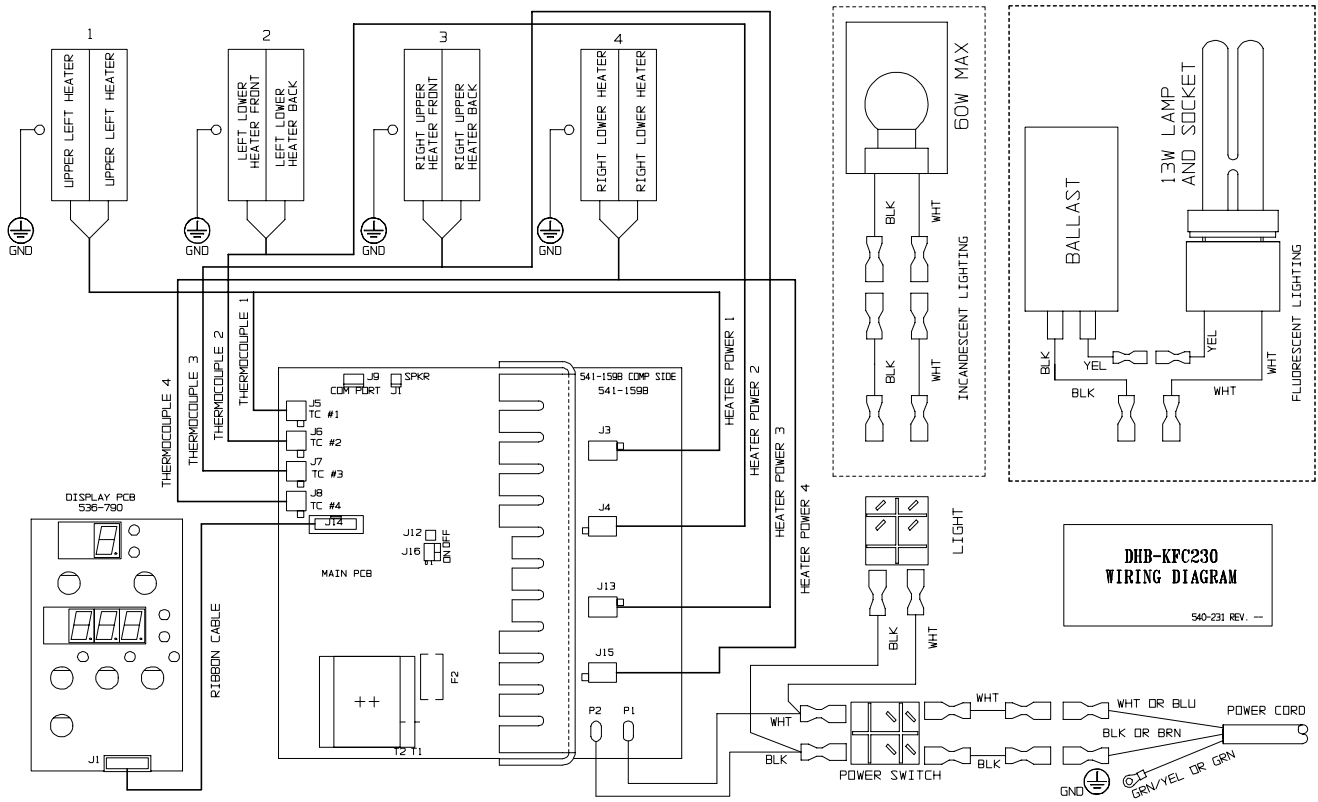 1
2
3
4
UPPER LEFT HEATER
UPPER LEFT HEATER
LEFT LOWER
HEATER FRONT
LEFT LOWER
HEATER BACK
RIGHT UPPER
HEATER FRONT
RIGHT UPPER
HEATER BACK
RIGHT LOWER HEATER
RIGHT LOWER HEATER
GND
GND
GND
GND
60W MAX
BLK
WHT
BLK
WHT
INCANDESCENT LIGHTING
13W LAMP
AND SOCKET
BALLAST
BLK
YEL
YEL
WHT
BLK
WHT
FLUORESCENT LIGHTING
THERMOCOUPLE 4
THERMOCOUPLE 3
THERMOCOUPLE 2
THERMOCOUPLE 1
HEATER POWER 1
HEATER POWER 2
HEATER POWER 3
HEATER POWER 4
J9
SPKR
COM PORT
J1
541-159B COMP SIDE
541-159B
J5
TC #1
J6
TC #2
J7
TC #3
J8
TC #4
J14
J3
J4
J13
J15
J12
J16
ON OFF
MAIN PCB
F2
++
T2 T1
P2
P1
DISPLAY PCB
536-790
8
888
J1
RIBBON CABLE
LIGHT
BLK
WHT
WHT
BLK
POWER SWITCH
WHT
BLK
WHT OR BLU
BLK OR BRN
POWER CORD
GND
GRN/YEL OR GRN
DHB-KFC230
WIRING DIAGRAM
540-231 REV. --